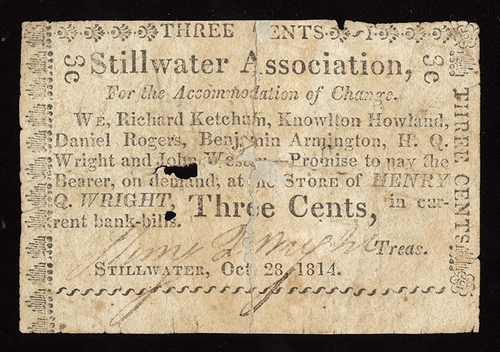 THREE CENTS
3c Stillwater Association, 3c
For the Accommodation of Change.
WE, Richard Ketchum, Knowlton Howland,
Daniel Rogers, Benjamin Armington, H. Q.
Wright and John —Promise to pay the
Bearer, on demand, at the STORE of HENRY
Q. WRIGHT, Three Cents, in cur-
rent bank-bills.
Henry Q. Wright Treas.
STILLWATER, Oct 28, 1814.
THREE CENTS